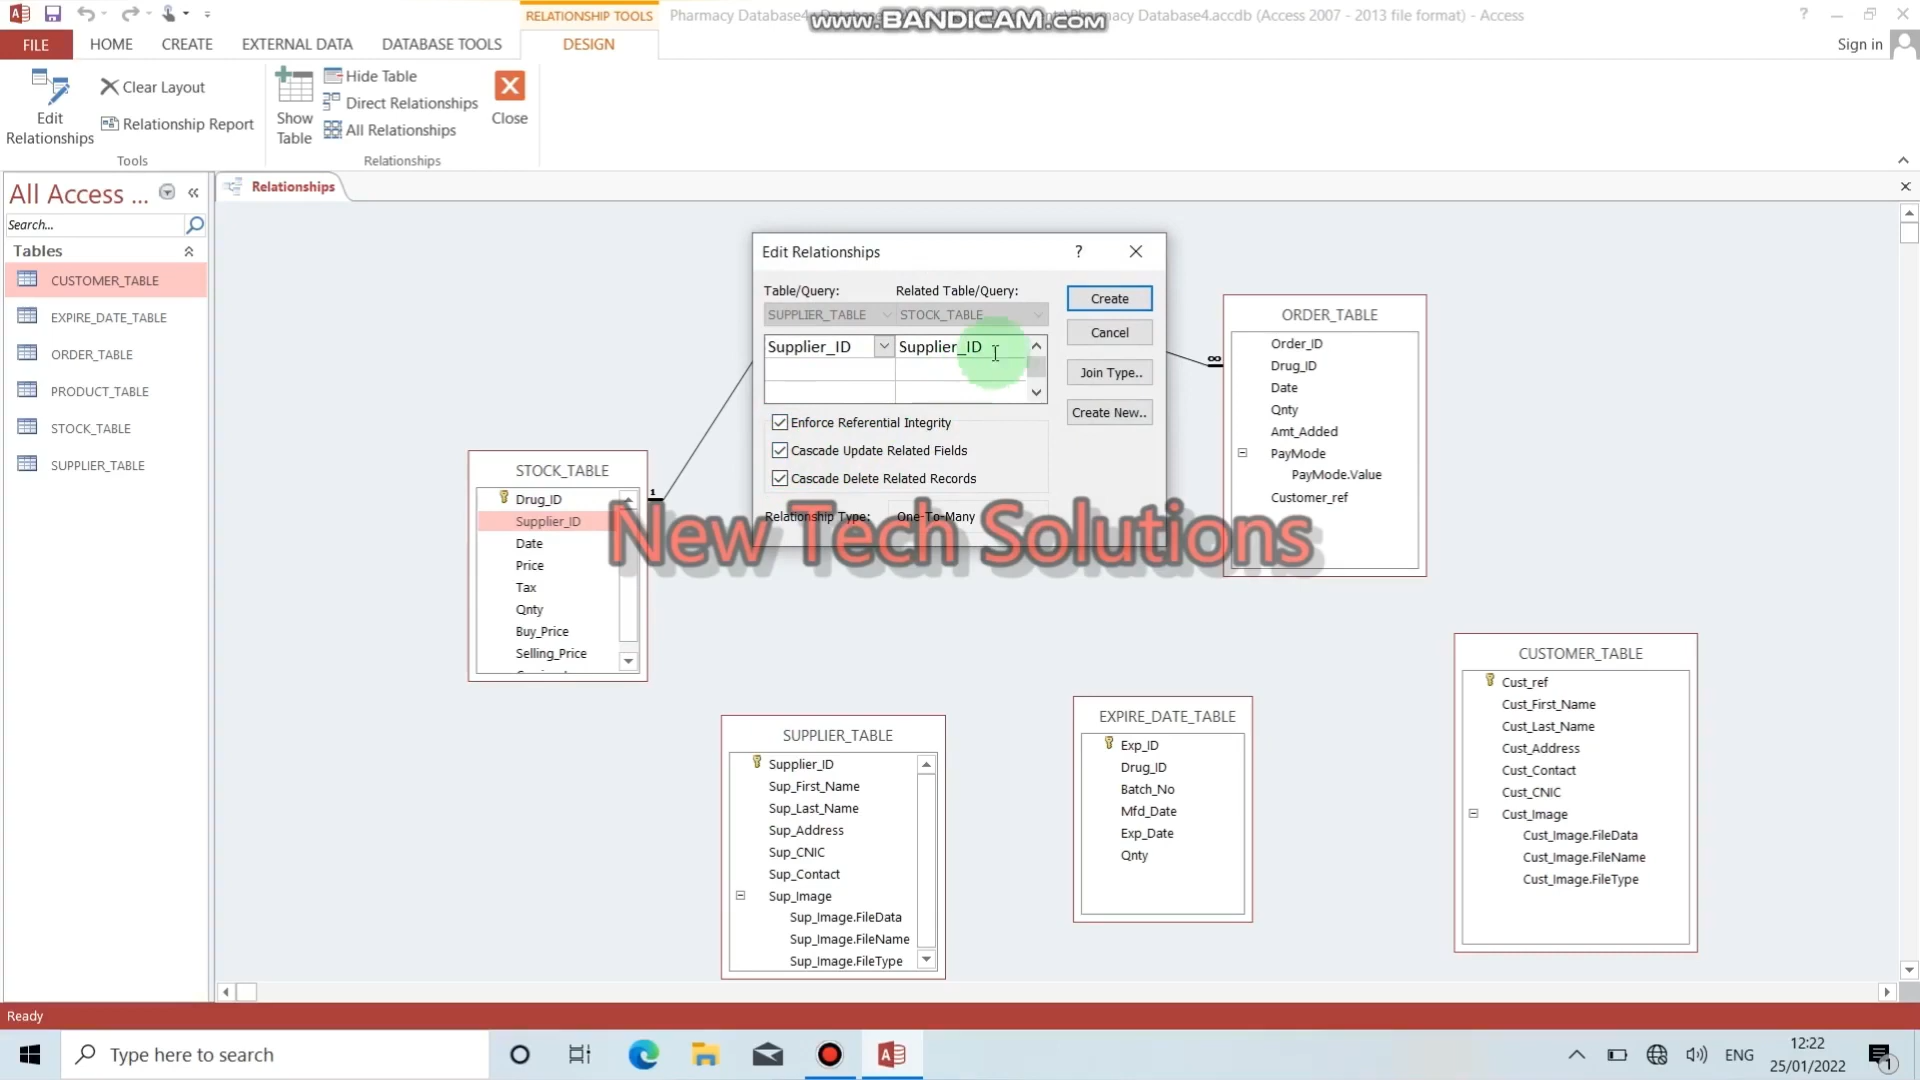 RELATIONSHIP TOOLS
Pharmacy Database4
Pharmacy Database4.accdb (Access 2007 - 2013 file format) - Access
www.BANDICAM.com
FILE
HOME
CREATE
EXTERNAL DATA
DATABASE TOOLS
DESIGN
Sign in
Edit Relationships
Clear Layout
Relationship Report
Tools
Show Table
Hide Table
Direct Relationships
All Relationships
Close
Relationships
All Access ...
Search...
Tables
CUSTOMER_TABLE
EXPIRE_DATE_TABLE
ORDER_TABLE
PRODUCT_TABLE
STOCK_TABLE
SUPPLIER_TABLE
Relationships
Edit Relationships
?
Table/Query:
Related Table/Query:
SUPPLIER_TABLE
STOCK_TABLE
Supplier_ID
Supplier_ID
Enforce Referential Integrity
Cascade Update Related Fields
Cascade Delete Related Records
Relationship Type:
One-To-Many
Create
Cancel
Join Type..
Create New..
New Tech Solutions
STOCK_TABLE
Drug_ID
Supplier_ID
Date
Price
Tax
Qnty
Buy_Price
Selling_Price
1
∞
ORDER_TABLE
Order_ID
Drug_ID
Date
Qnty
Amt_Added
PayMode
PayMode.Value
Customer_ref
SUPPLIER_TABLE
Supplier_ID
Sup_First_Name
Sup_Last_Name
Sup_Address
Sup_CNIC
Sup_Contact
Sup_Image
Sup_Image.FileData
Sup_Image.FileName
Sup_Image.FileType
EXPIRE_DATE_TABLE
Exp_ID
Drug_ID
Batch_No
Mfd_Date
Exp_Date
Qnty
CUSTOMER_TABLE
Cust_ref
Cust_First_Name
Cust_Last_Name
Cust_Address
Cust_Contact
Cust_CNIC
Cust_Image
Cust_Image.FileData
Cust_Image.FileName
Cust_Image.FileType
Ready
Type here to search
ENG
12:22
25/01/2022
1